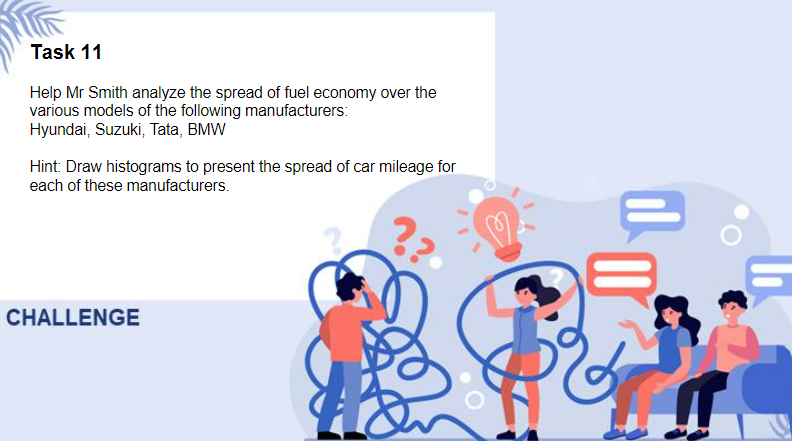 Task 11
Help Mr Smith analyze the spread of fuel economy over the
various models of the following manufacturers:
Hyundai, Suzuki, Tata, BMW
Hint: Draw histograms to present the spread of car mileage for
each of these manufacturers.
? ? ?
?
CHALLENGE